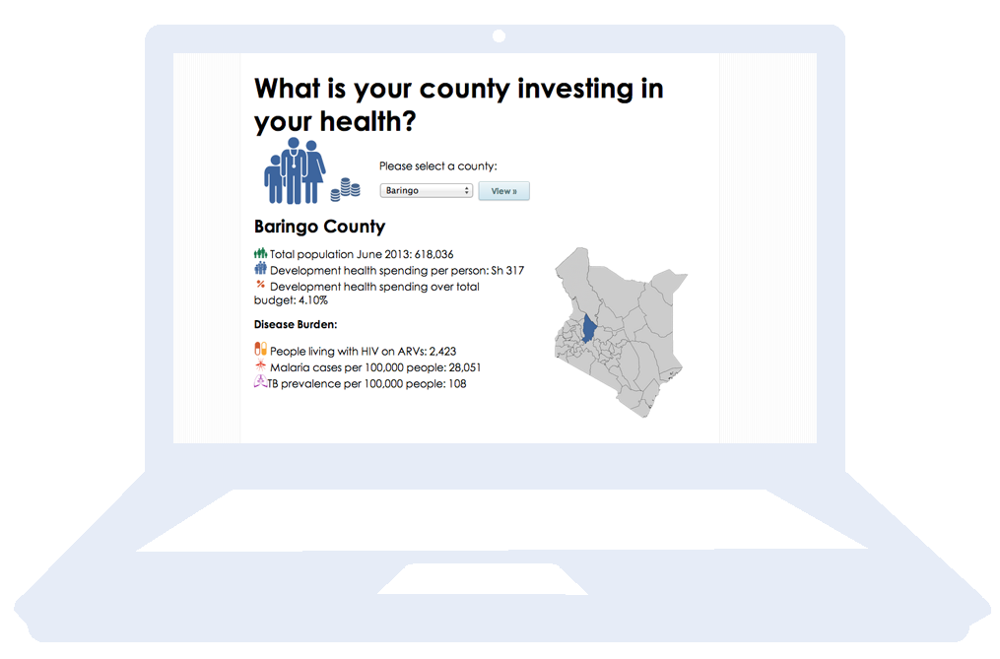 What is your county investing in
your health?
Please select a county:
Baringo
View »
Baringo County
Total population June 2013: 618,036
Development health spending per person: Sh 317
Development health spending over total
budget: 4.10%
Disease Burden:
People living with HIV on ARVs: 2,423
Malaria cases per 100,000 people: 28,051
TB prevalence per 100,000 people: 108